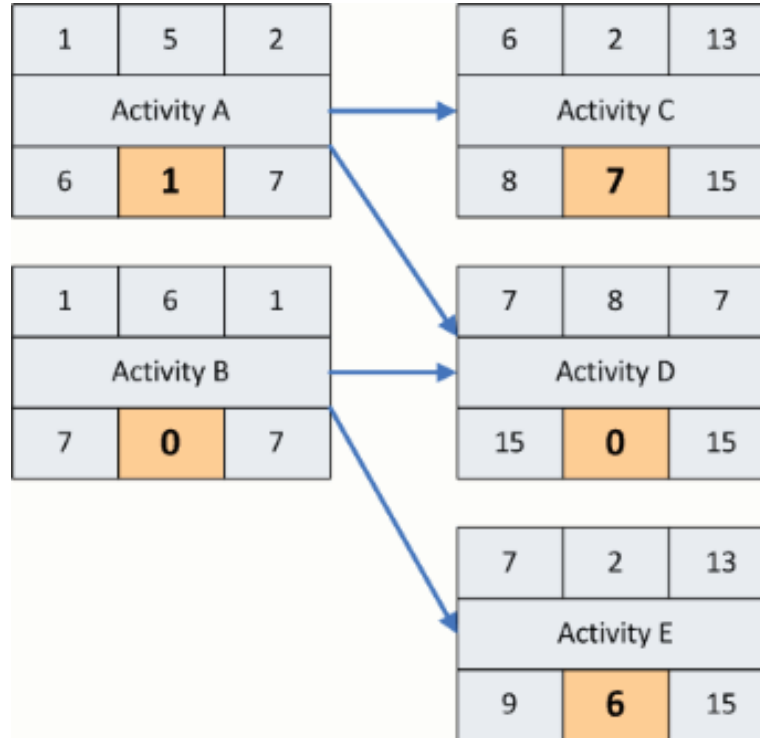 1 5 2
Activity A
6 1 7
6 2 13
Activity C
8 7 15
1 6 1
Activity B
7 0 7
7 8 7
Activity D
15 0 15
7 2 13
Activity E
9 6 15